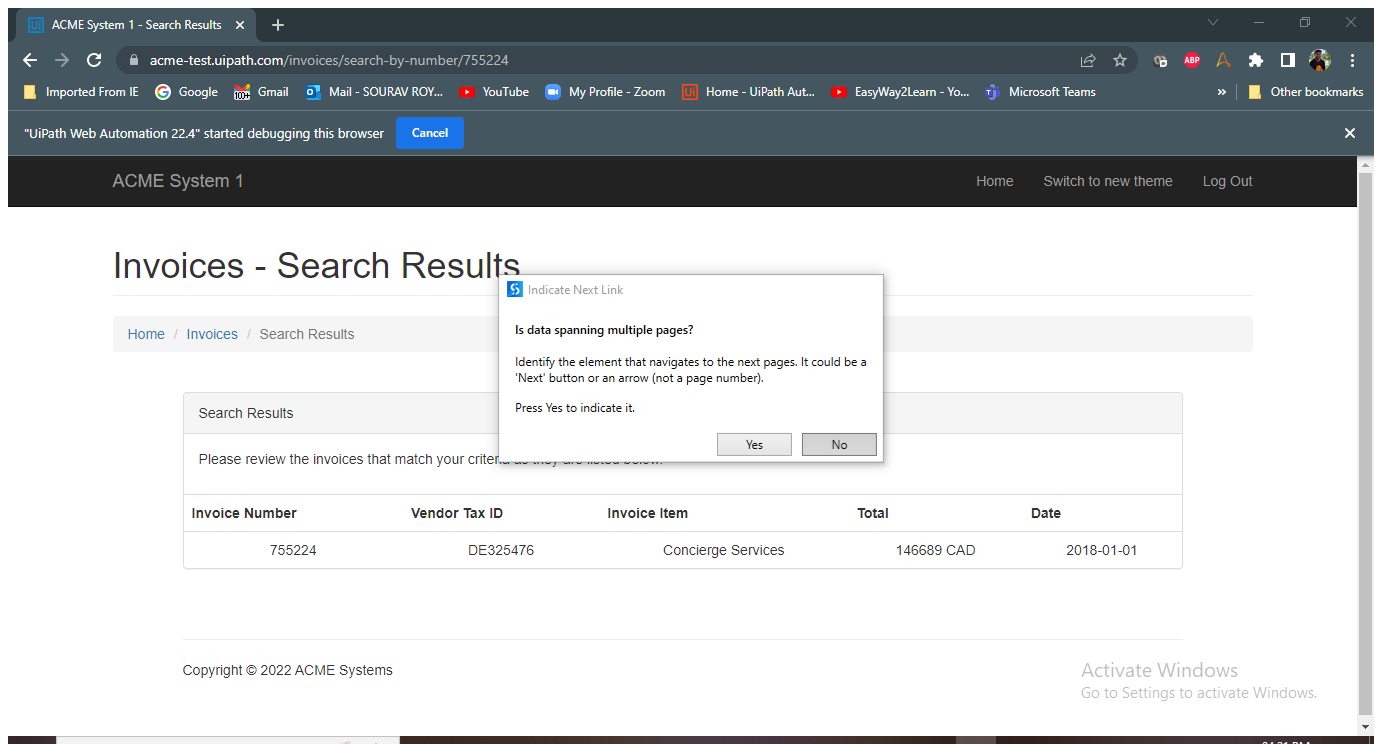 ACME System 1 - Search Results
acme-test.uipath.com/invoices/search-by-number/755224
ABP
Imported From IE Google Gmail Mail - SOURAV ROY... YouTube My Profile - Zoom Ui Home - UiPath Aut... EasyWay2Learn - Yo... Microsoft Teams » Other bookmarks
"UiPath Web Automation 22.4" started debugging this browser Cancel
ACME System 1 Home Switch to new theme Log Out
Invoices - Search Results
Home / Invoices / Search Results
Indicate Next Link
Is data spanning multiple pages?
Identify the element that navigates to the next pages. It could be a
'Next' button or an arrow (not a page number).
Press Yes to indicate it.
Yes No
Search Results
Please review the invoices that match your criteria as they are listed below.
Invoice Number Vendor Tax ID Invoice Item Total Date
755224 DE325476 Concierge Services 146689 CAD 2018-01-01
Copyright © 2022 ACME Systems
Activate Windows
Go to Settings to activate Windows.